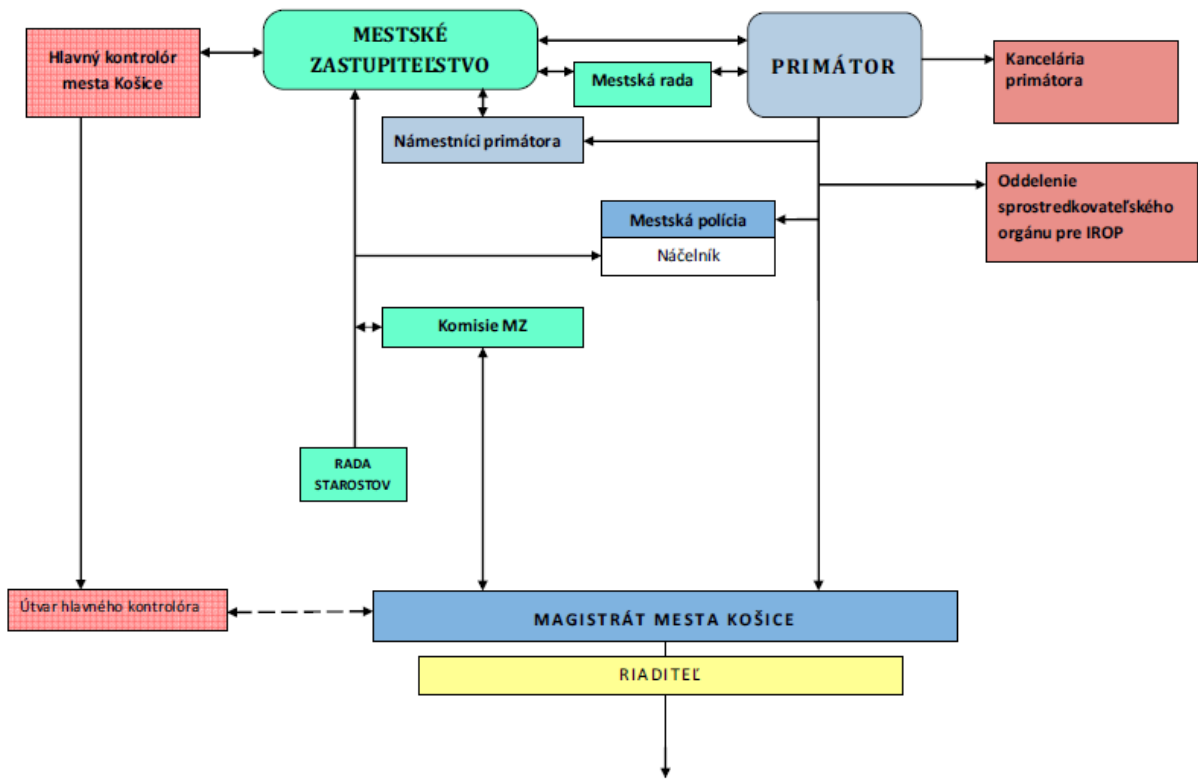 Hlavný kontrolór
mesta Košice
MESTSKÉ
ZASTUPITEĽSTVO
Mestská rada
PRIMÁTOR
Kancelária
primátora
Námestníci primátora
Oddelenie
sprostredkovateľského
orgánu pre IROP
Mestská polícia
Náčelník
Komisie MZ
RADA
STAROSTOV
Útvar hlavného kontrolóra
MAGISTRÁT MESTA KOŠICE
RIADITEĽ